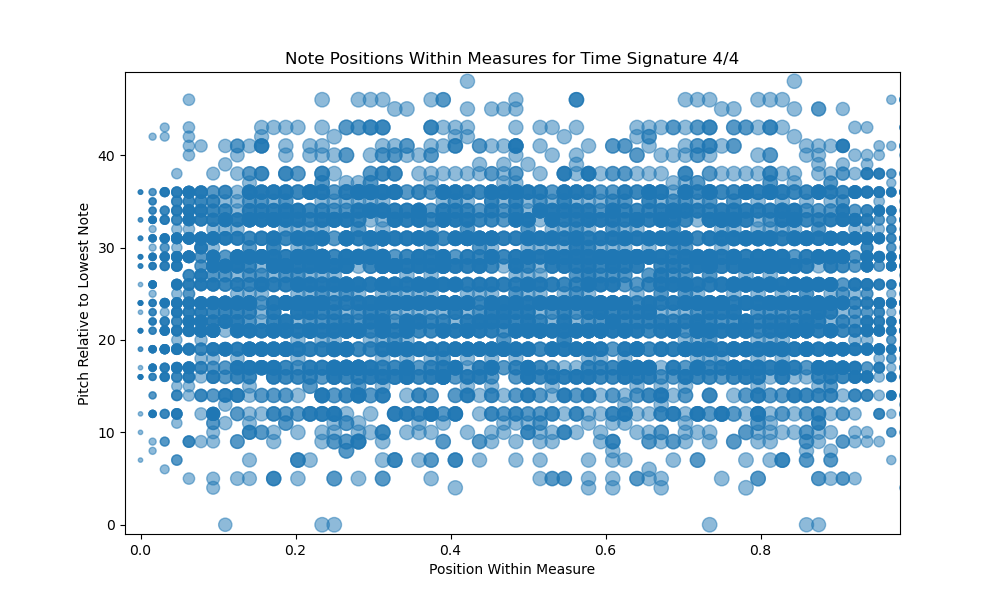 Note Positions Within Measures for Time Signature 4/4
Pitch Relative to Lowest Note
40
30
20
10
0
0.0 0.2 0.4 0.6 0.8
Position Within Measure